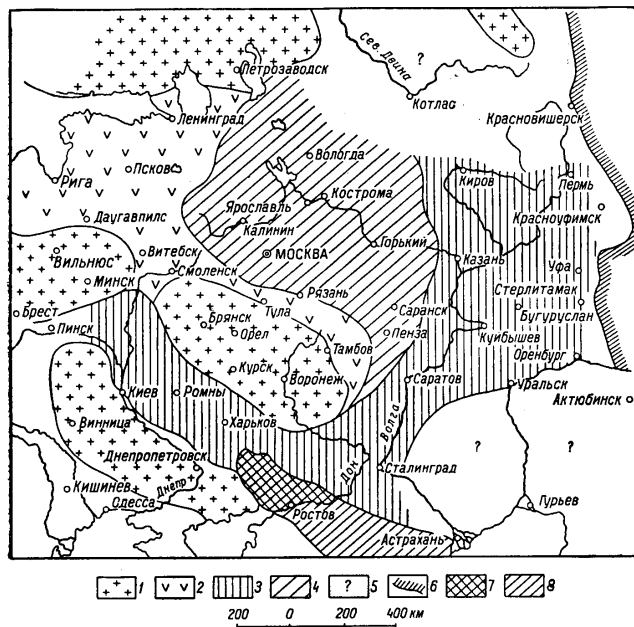 ?
Сев. Двина
Петрозаводск
Котлас
Ленинград
Красновишерск
Вологда
Псков
Киров
Пермь
Рига
Кострома
Ярославль
Красноуфимск
Даугавпилс
Калинин
Горький
Казань
Вильнюс
Витебск
МОСКВА
Уфа
Смоленск
Минск
Рязань
Стерлитамак
Брест
Тула
Саранск
Бугуруслан
Пинск
Брянск
Орел
Пенза
Куйбышев
Тамбов
Оренбург
Курск
Киев
Ромны
Воронеж
Саратов
Уральск
Актюбинск
Винница
Харьков
Волга
?
?
Днепропетровск
Дон
Сталинград
Кишинев
Днепр
Одесса
Ростов
Гурьев
Астрахань
1 2 3 4 ? 5 6 7 8
200 0 200 400 км